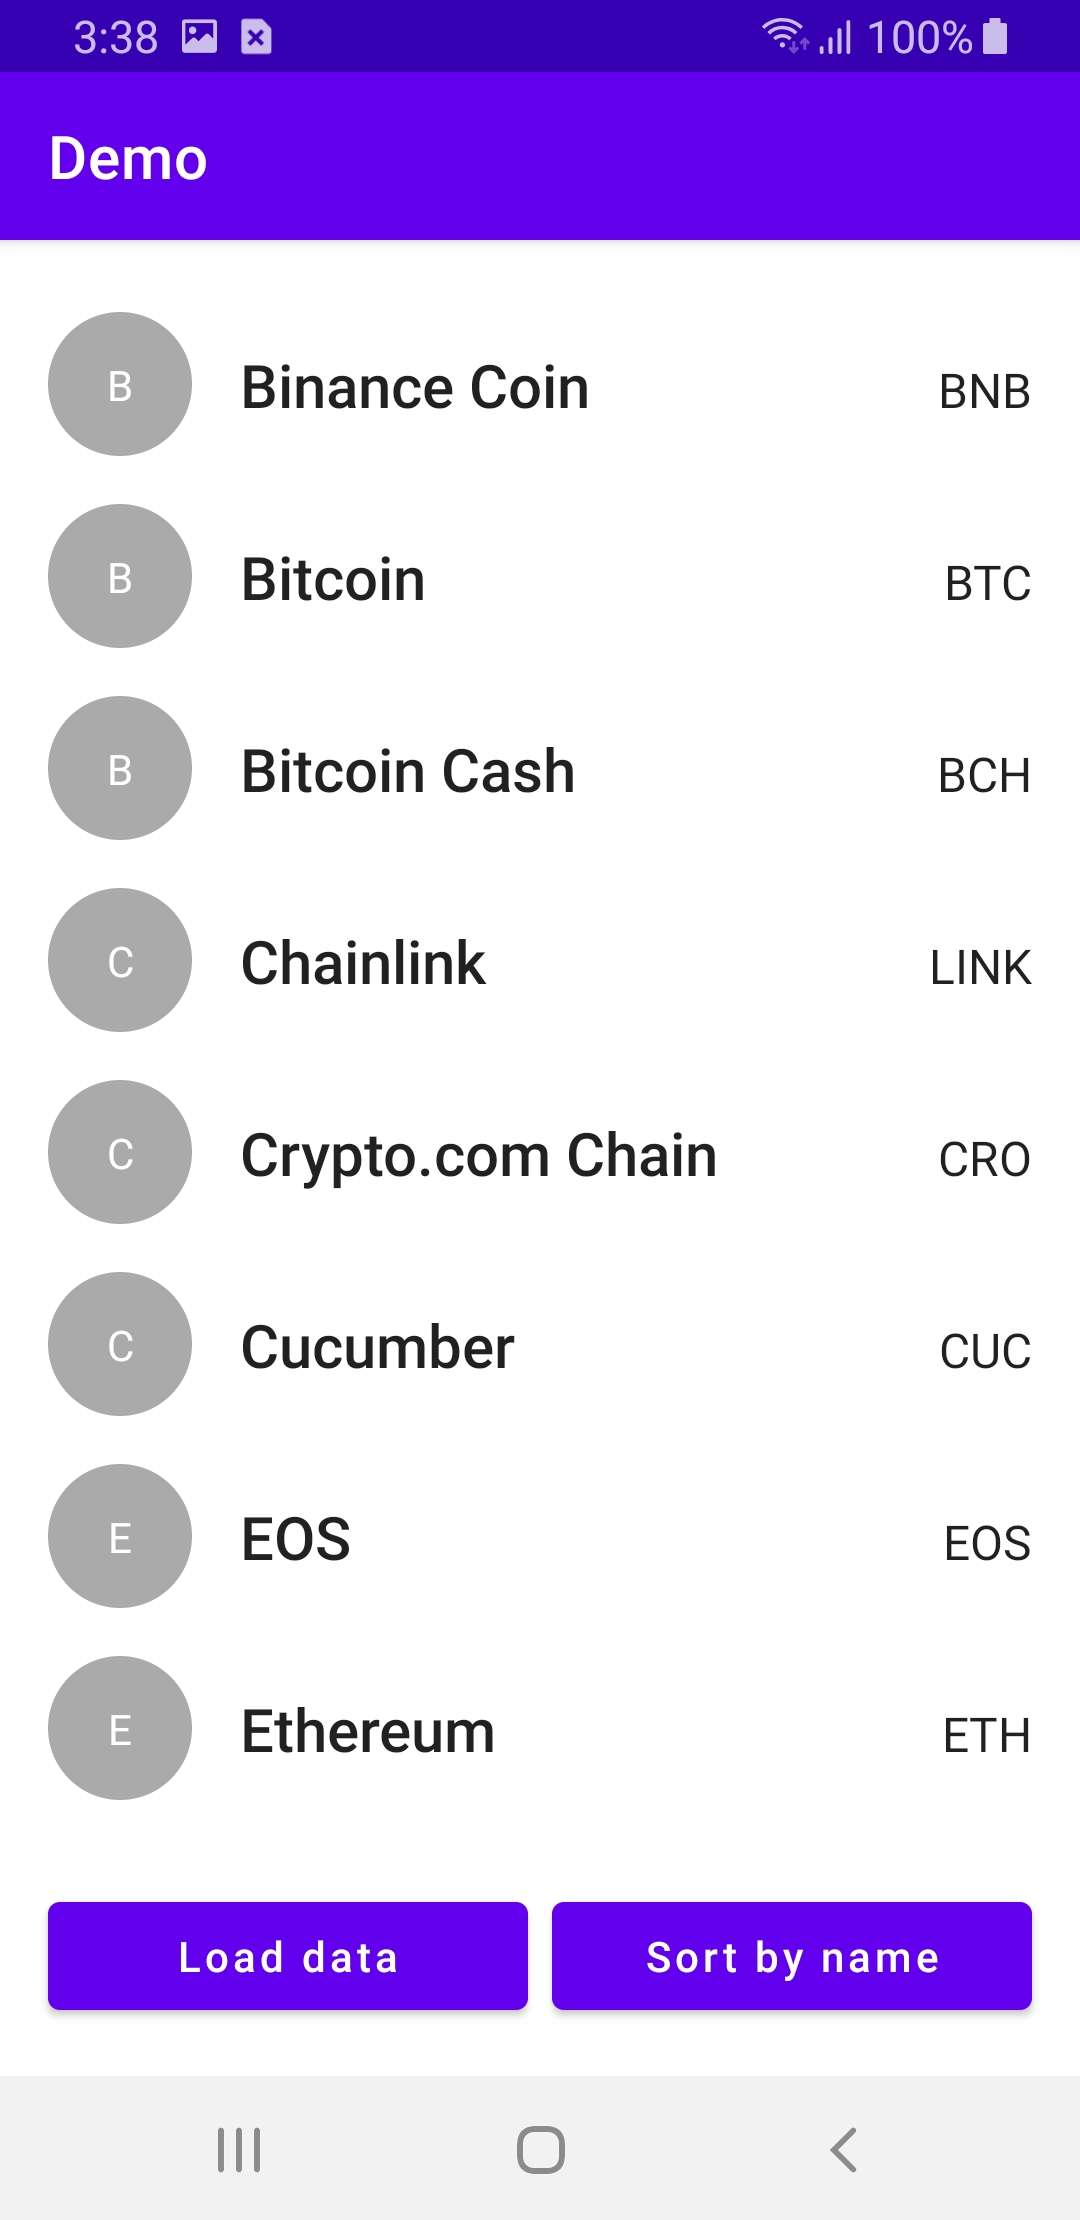 3:38 100%
Demo
B Binance Coin BNB
B Bitcoin BTC
B Bitcoin Cash BCH
C Chainlink LINK
C Crypto.com Chain CRO
C Cucumber CUC
E EOS EOS
E Ethereum ETH
Load data Sort by name